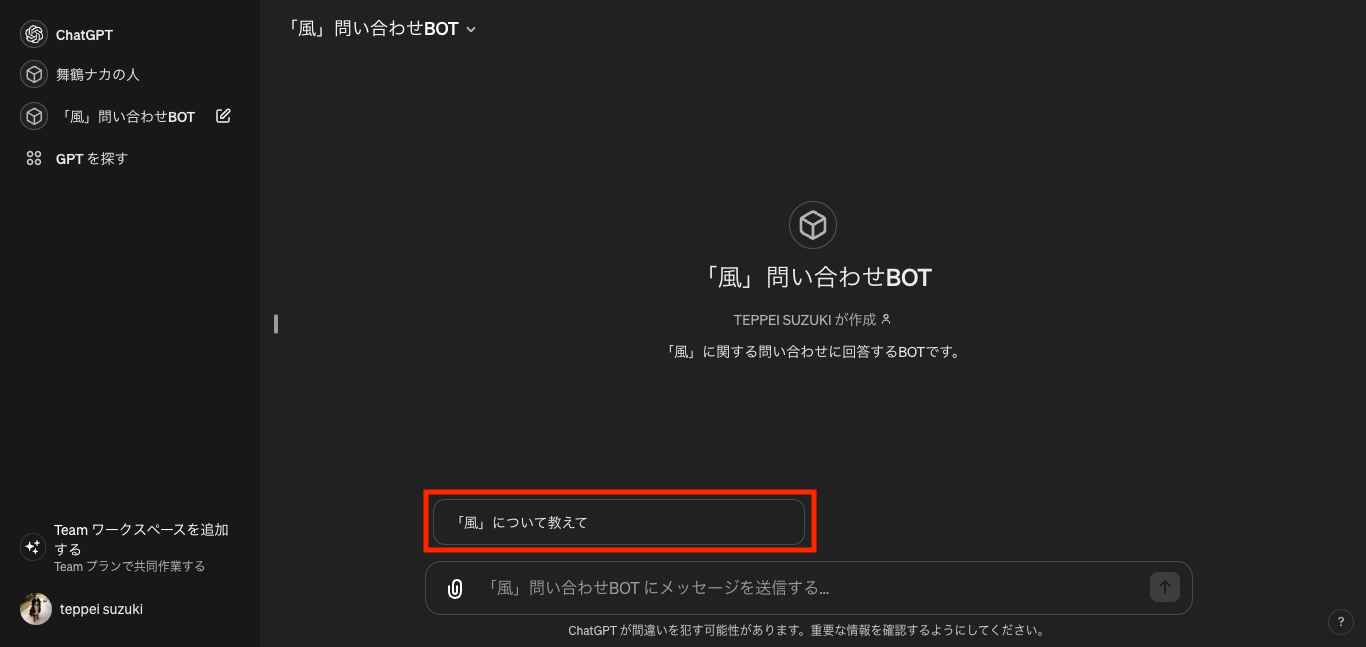 ChatGPT
舞鶴ナカの人
「風」問い合わせBOT
GPT を探す
Team ワークスペースを追加
する
Team プランで共同作業する
teppei suzuki
「風」問い合わせBOT
「風」問い合わせBOT
TEPPEI SUZUKI が作成
「風」に関する問い合わせに回答するBOTです。
「風」について教えて
「風」問い合わせBOT にメッセージを送信する...
ChatGPT が間違いを犯す可能性があります。重要な情報を確認するようにしてください。
?